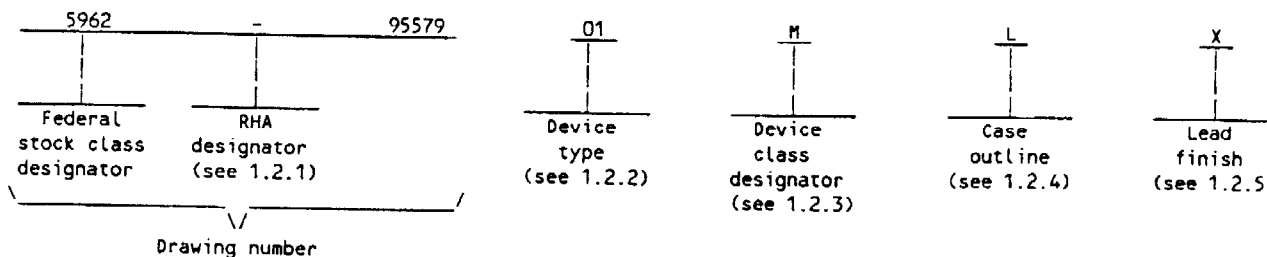 5962 - 95579 01 M L X
Federal stock class designator
RHA designator (see 1.2.1)
Device type (see 1.2.2)
Device class designator (see 1.2.3)
Case outline (see 1.2.4)
Lead finish (see 1.2.5
Drawing number